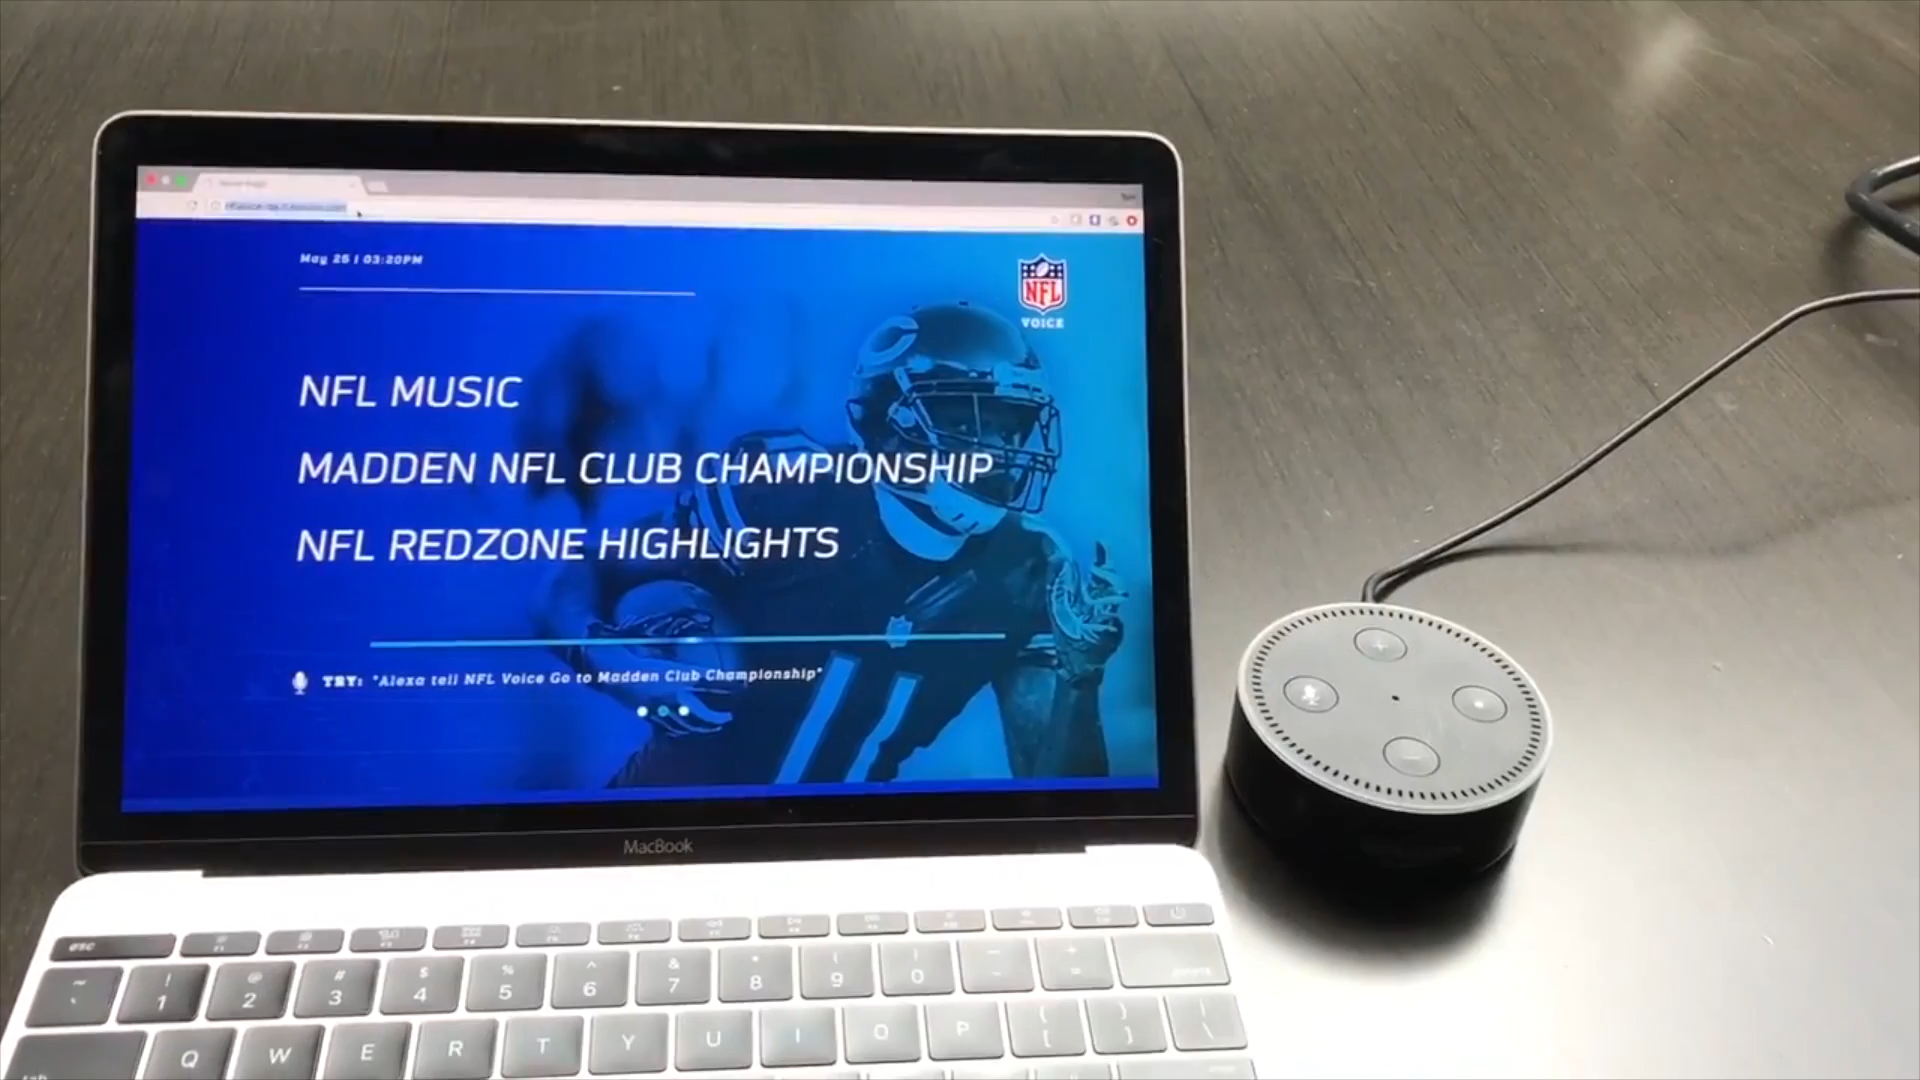 May 25 | 03:20PM
NFL
VOICE
NFL MUSIC
MADDEN NFL CLUB CHAMPIONSHIP
NFL REDZONE HIGHLIGHTS
TRY: "Alexa tell NFL Voice Go to Madden Club Championship"
MacBook
esc
~ ! @ # $ % ^ & * ( ) _ +
` 1 2 3 4 5 6 7 8 9 0 - =
Q W E R T Y U I O P { [ } ] | \
tab